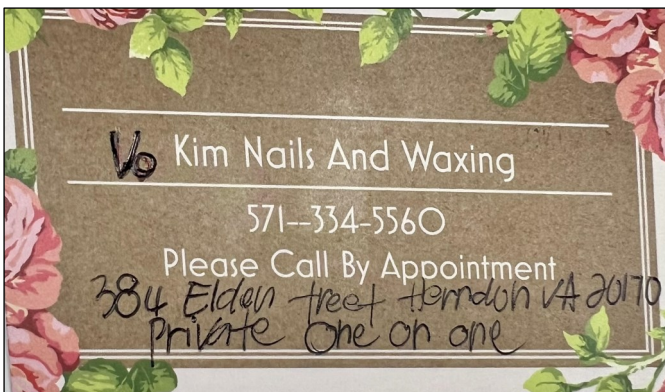 Vo Kim Nails And Waxing
571--334-5560
Please Call By Appointment
384 Elden treet Herndon VA 20170
Private One on one